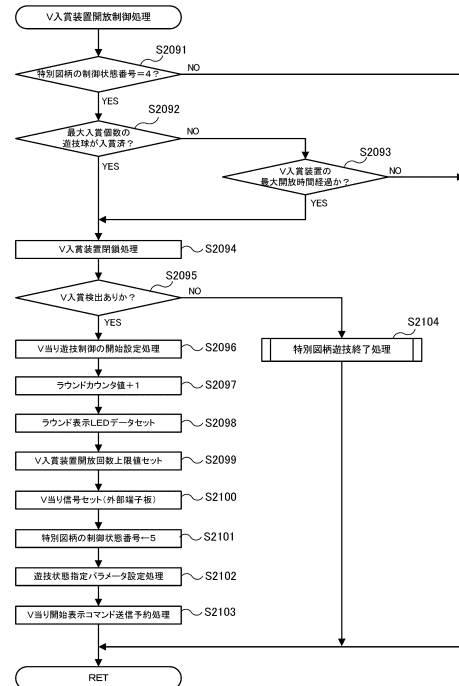 V入賞装置開放制御処理
S2091
特別図柄の制御状態番号=4?
NO
YES
S2092
最大入賞個数の
遊技球が入賞済?
NO
S2093
V入賞装置の
最大開放時間経過か?
NO
YES
YES
V入賞装置閉鎖処理
S2094
S2095
V入賞検出ありか?
NO
YES
S2104
特別図柄遊技終了処理
V当り遊技制御の開始設定処理
S2096
ラウンドカウンタ値+1
S2097
ラウンド表示LEDデータセット
S2098
V入賞装置開放回数上限値セット
S2099
V当り信号セット(外部端子板)
S2100
特別図柄の制御状態番号←5
S2101
遊技状態指定パラメータ設定処理
S2102
V当り開始表示コマンド送信予約処理
S2103
RET